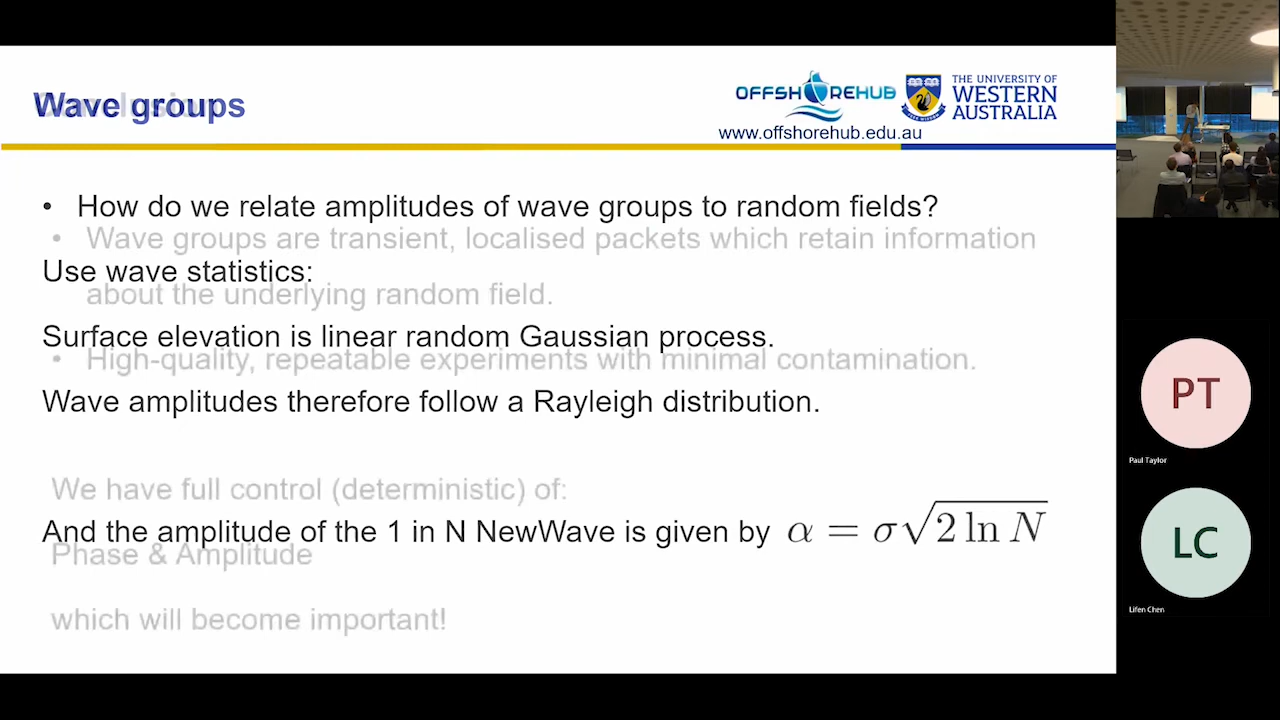 Wave groups
OFFSHOREHUB
www.offshorehub.edu.au
THE UNIVERSITY OF
WESTERN
AUSTRALIA
• How do we relate amplitudes of wave groups to random fields?
• Wave groups are transient, localised packets which retain information
Use wave statistics:
about the underlying random field.
Surface elevation is linear random Gaussian process.
• High-quality, repeatable experiments with minimal contamination.
Wave amplitudes therefore follow a Rayleigh distribution.
We have full control (deterministic) of:
And the amplitude of the 1 in N NewWave is given by α = σ√2 ln N
Phase & Amplitude
which will become important!
PT
Paul Taylor
LC
Lifen Chen